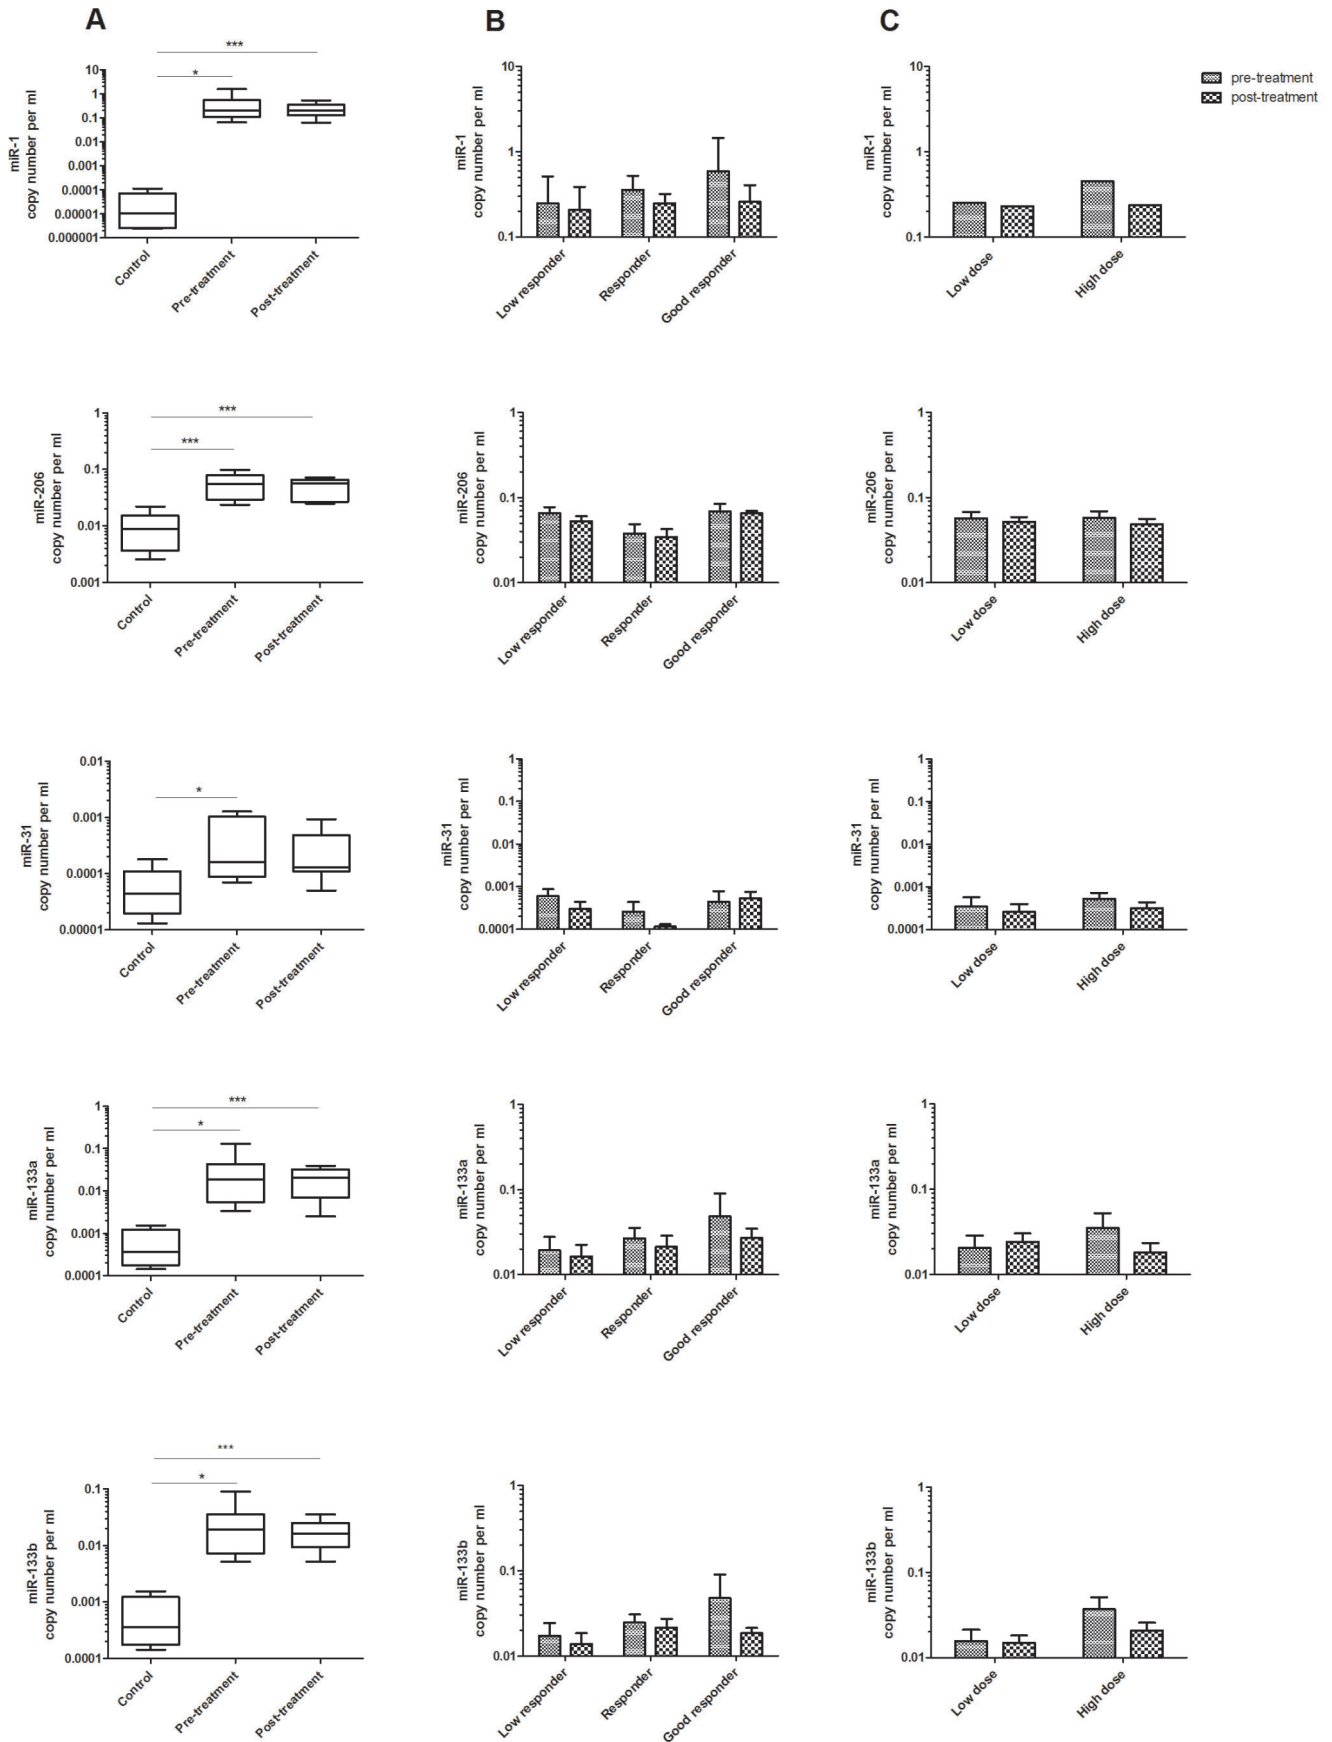 A
B
C
pre-treatment
post-treatment
miR-1
copy number per ml
***
*
10
1
0.1
0.01
0.001
0.0001
0.00001
0.000001
Control
Pre-treatment
Post-treatment
miR-1
copy number per ml
10
1
0.1
Low responder
Responder
Good responder
miR-1
copy number per ml
10
1
0.1
Low dose
High dose
miR-206
copy number per ml
***
***
1
0.1
0.01
0.001
Control
Pre-treatment
Post-treatment
miR-206
copy number per ml
1
0.1
0.01
Low responder
Responder
Good responder
miR-206
copy number per ml
1
0.1
0.01
Low dose
High dose
miR-31
copy number per ml
*
0.01
0.001
0.0001
0.00001
Control
Pre-treatment
Post-treatment
miR-31
copy number per ml
1
0.1
0.01
0.001
0.0001
Low responder
Responder
Good responder
miR-31
copy number per ml
1
0.1
0.01
0.001
0.0001
Low dose
High dose
miR-133a
copy number per ml
***
*
1
0.1
0.01
0.001
0.0001
Control
Pre-treatment
Post-treatment
miR-133a
copy number per ml
1
0.1
0.01
Low responder
Responder
Good responder
miR-133a
copy number per ml
1
0.1
0.01
Low dose
High dose
miR-133b
copy number per ml
***
*
0.1
0.01
0.001
0.0001
Control
Pre-treatment
Post-treatment
miR-133b
copy number per ml
1
0.1
0.01
Low responder
Responder
Good responder
miR-133b
copy number per ml
1
0.1
0.01
Low dose
High dose